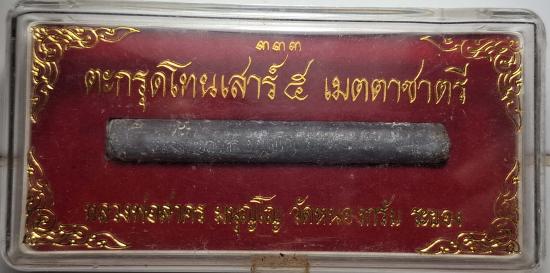 ๓๓๓
ตะกรุดโทนเสาร์ ๕ เมตตาชาตรี
หลวงพ่อสาคร มนุญโญ วัดหนองกรับ ระยอง